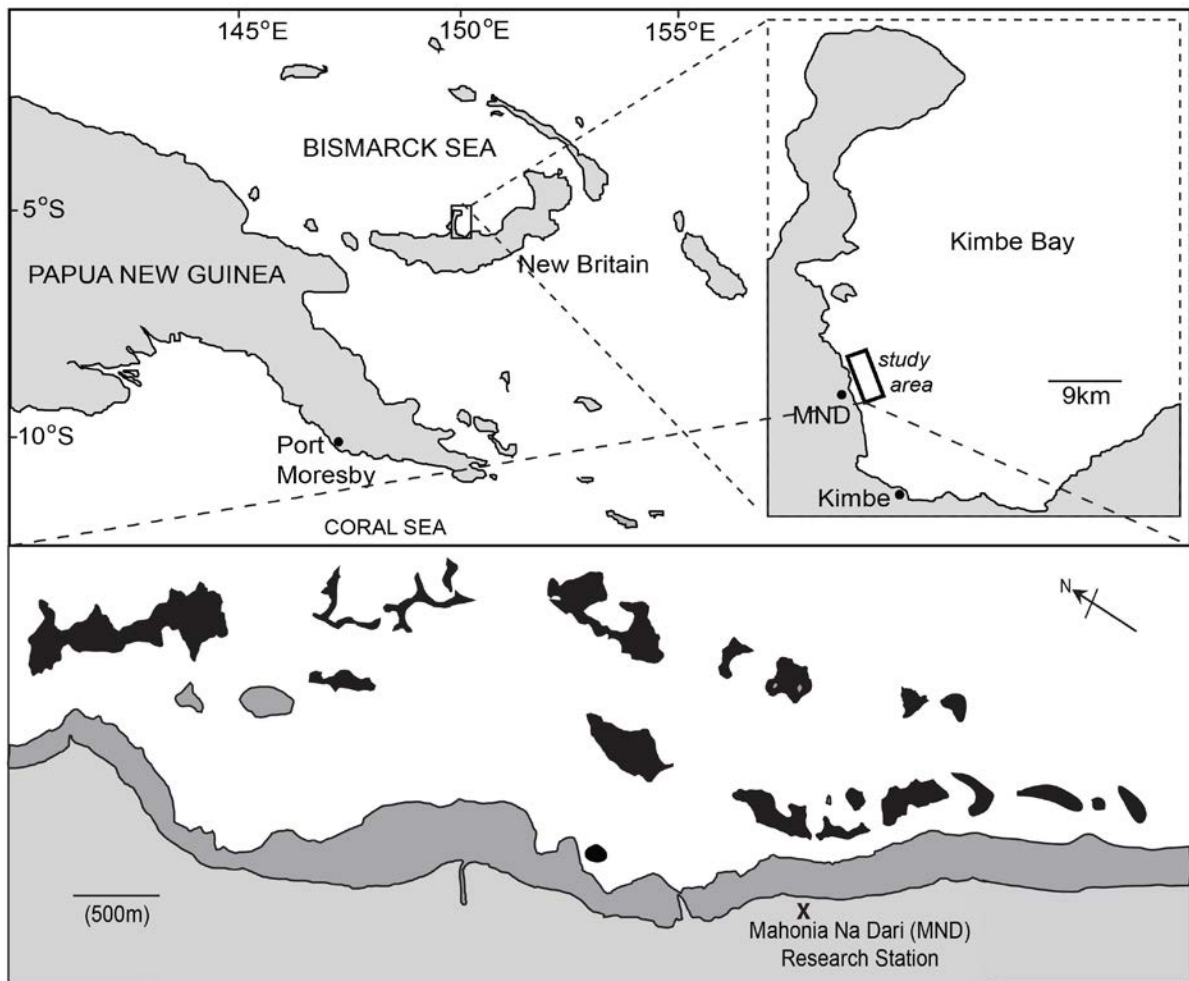 145°E
150°E
155°E
BISMARCK SEA
5°S
PAPUA NEW GUINEA
New Britain
10°S
Port
Moresby
CORAL SEA
Kimbe Bay
study
area
9km
MND
Kimbe
N
(500m)
X
Mahonia Na Dari (MND)
Research Station